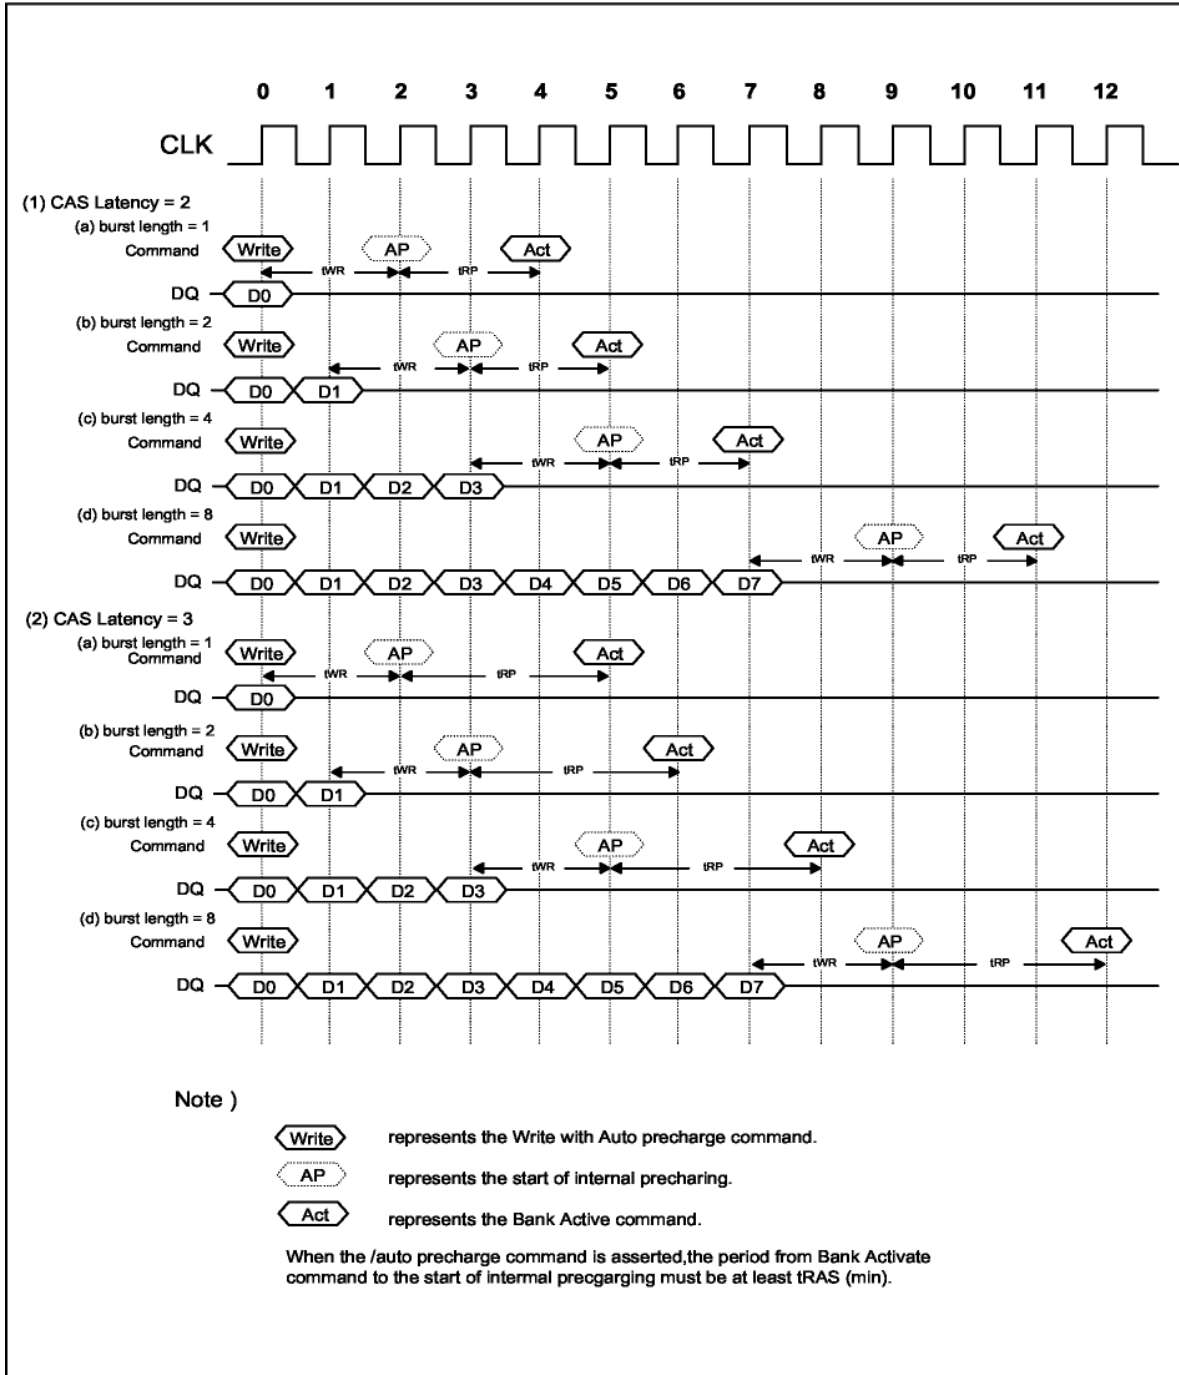 0 1 2 3 4 5 6 7 8 9 10 11 12
CLK
(1) CAS Latency = 2
(a) burst length = 1
Command Write AP Act
tWR tRP
DQ D0
(b) burst length = 2
Command Write AP Act
tWR tRP
DQ D0 D1
(c) burst length = 4
Command Write AP Act
tWR tRP
DQ D0 D1 D2 D3
(d) burst length = 8
Command Write AP Act
tWR tRP
DQ D0 D1 D2 D3 D4 D5 D6 D7
(2) CAS Latency = 3
(a) burst length = 1
Command Write AP Act
tWR tRP
DQ D0
(b) burst length = 2
Command Write AP Act
tWR tRP
DQ D0 D1
(c) burst length = 4
Command Write AP Act
tWR tRP
DQ D0 D1 D2 D3
(d) burst length = 8
Command Write AP Act
tWR tRP
DQ D0 D1 D2 D3 D4 D5 D6 D7
Note )
Write represents the Write with Auto precharge command.
AP represents the start of internal precharing.
Act represents the Bank Active command.
When the /auto precharge command is asserted,the period from Bank Activate
command to the start of internal precgarging must be at least tRAS (min).